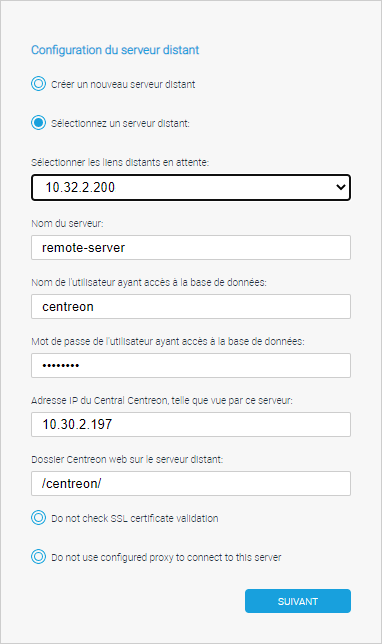 Configuration du serveur distant
Créer un nouveau serveur distant
Sélectionnez un serveur distant:
Sélectionner les liens distants en attente:
10.32.2.200
Nom du serveur:
remote-server
Nom de l'utilisateur ayant accès à la base de données:
centreon
Mot de passe de l'utilisateur ayant accès à la base de données:
••••••••
Adresse IP du Central Centreon, telle que vue par ce serveur:
10.30.2.197
Dossier Centreon web sur le serveur distant:
/centreon/
Do not check SSL certificate validation
Do not use configured proxy to connect to this server
SUIVANT